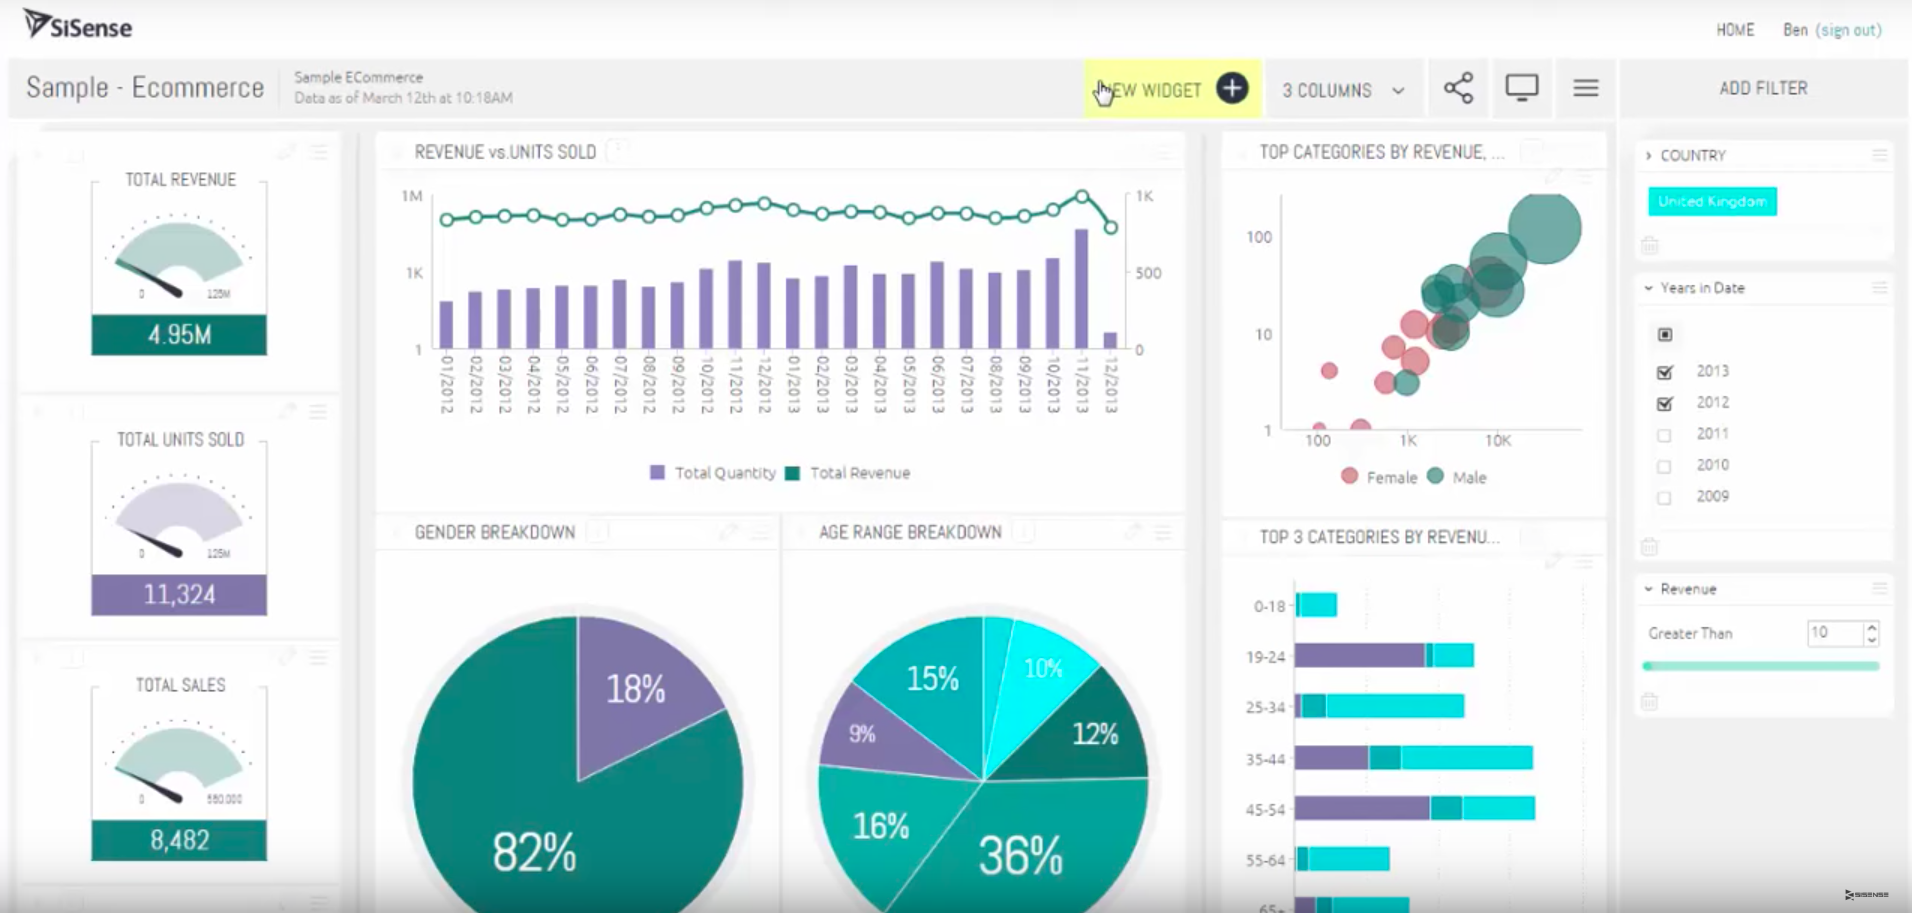 SiSense
HOME
Ben (sign out)
Sample - Ecommerce
Sample ECommerce
Data as of March 12th at 10:18AM
WIDGET
3 COLUMNS
ADD FILTER
TOTAL REVENUE
0
125M
4.95M
TOTAL UNITS SOLD
0
125M
11,324
TOTAL SALES
0
8,482
REVENUE vs.UNITS SOLD
1M
1K
1
1K
500
0
01/2012
02/2012
03/2012
04/2012
05/2012
06/2012
07/2012
08/2012
09/2012
10/2012
11/2012
12/2012
01/2013
02/2013
03/2013
04/2013
05/2013
06/2013
07/2013
08/2013
09/2013
10/2013
11/2013
12/2013
Total Quantity
Total Revenue
GENDER BREAKDOWN
18%
82%
AGE RANGE BREAKDOWN
10%
12%
36%
16%
9%
15%
TOP CATEGORIES BY REVENUE, ...
100
10
1
100
1K
10K
Female
Male
TOP 3 CATEGORIES BY REVENU...
0-18
19-24
25-34
35-44
45-54
55-64
65+
COUNTRY
United Kingdom
Years in Date
2013
2012
2011
2010
2009
Revenue
Greater Than
10
SISENSE